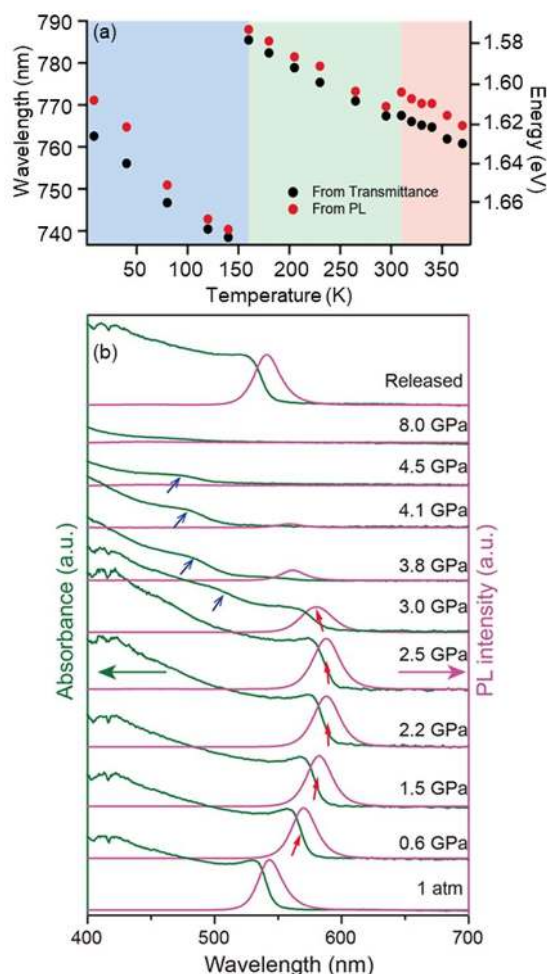 (a)
Wavelength (nm)
790
780
770
760
750
740
1.58
1.60
1.62
1.64
1.66
Energy (eV)
From Transmittance
From PL
50 100 150 200 250 300 350
Temperature (K)
(b)
Absorbance (a.u.)
PL intensity (a.u.)
Released
8.0 GPa
4.5 GPa
4.1 GPa
3.8 GPa
3.0 GPa
2.5 GPa
2.2 GPa
1.5 GPa
0.6 GPa
1 atm
400 500 600 700
Wavelength (nm)